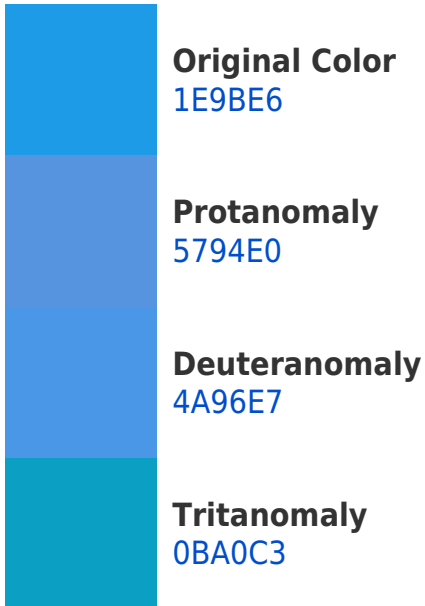 Original Color
1E9BE6
Protanomaly
5794E0
Deuteranomaly
4A96E7
Tritanomaly
0BA0C3